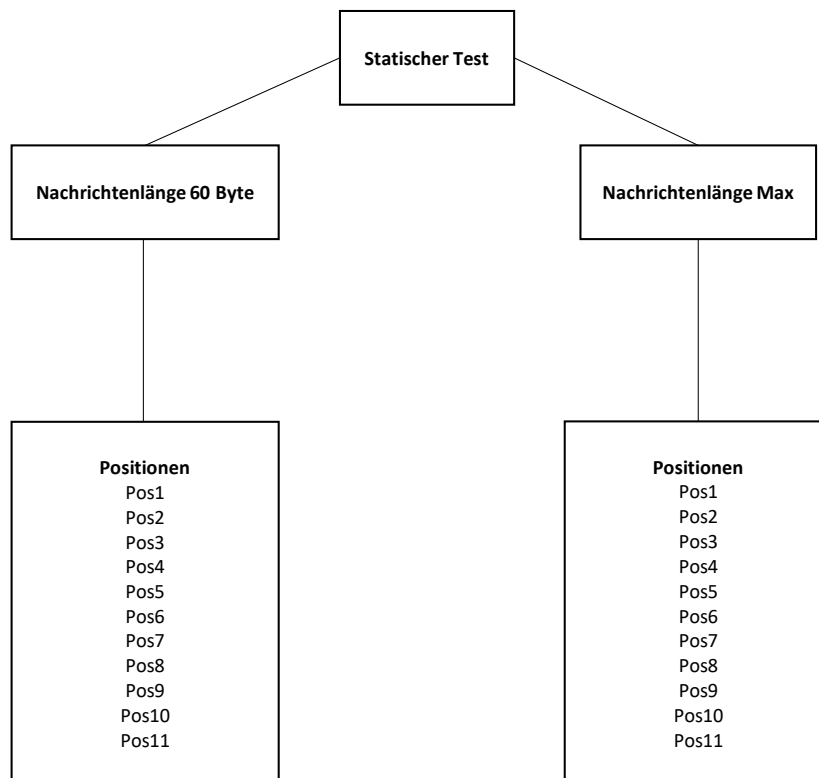 Statischer Test
Nachrichtenlänge 60 Byte
Nachrichtenlänge Max
Positionen
Pos1
Pos2
Pos3
Pos4
Pos5
Pos6
Pos7
Pos8
Pos9
Pos10
Pos11
Positionen
Pos1
Pos2
Pos3
Pos4
Pos5
Pos6
Pos7
Pos8
Pos9
Pos10
Pos11